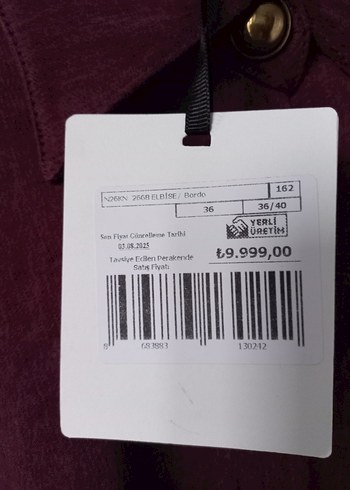 N26KN 2668 ELBİSE / Bordo 162
36 36/40
YERLİ
ÜRETİM
Son Fiyat Güncelleme Tarihi
03.08.2025
₺9.999,00
Tavsiye Edilen Perakende
Satış Fiyatı
8 683883 130242